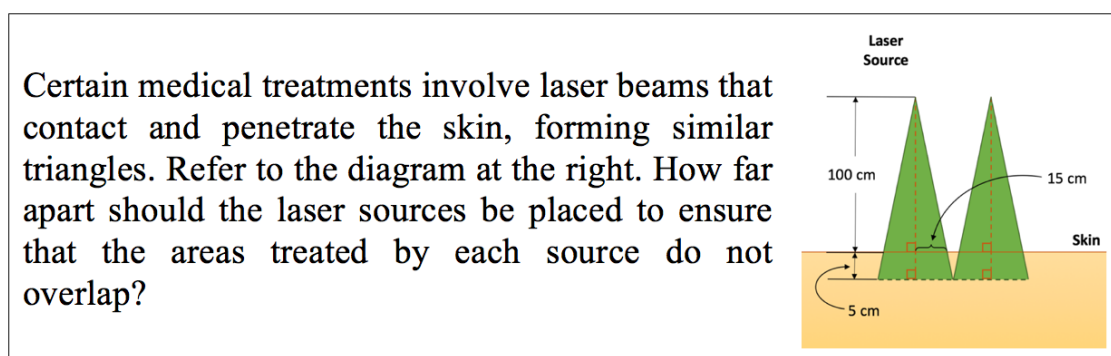 Certain medical treatments involve laser beams that
contact and penetrate the skin, forming similar
triangles. Refer to the diagram at the right. How far
apart should the laser sources be placed to ensure
that the areas treated by each source do not
overlap?
Laser
Source
100 cm
15 cm
Skin
5 cm